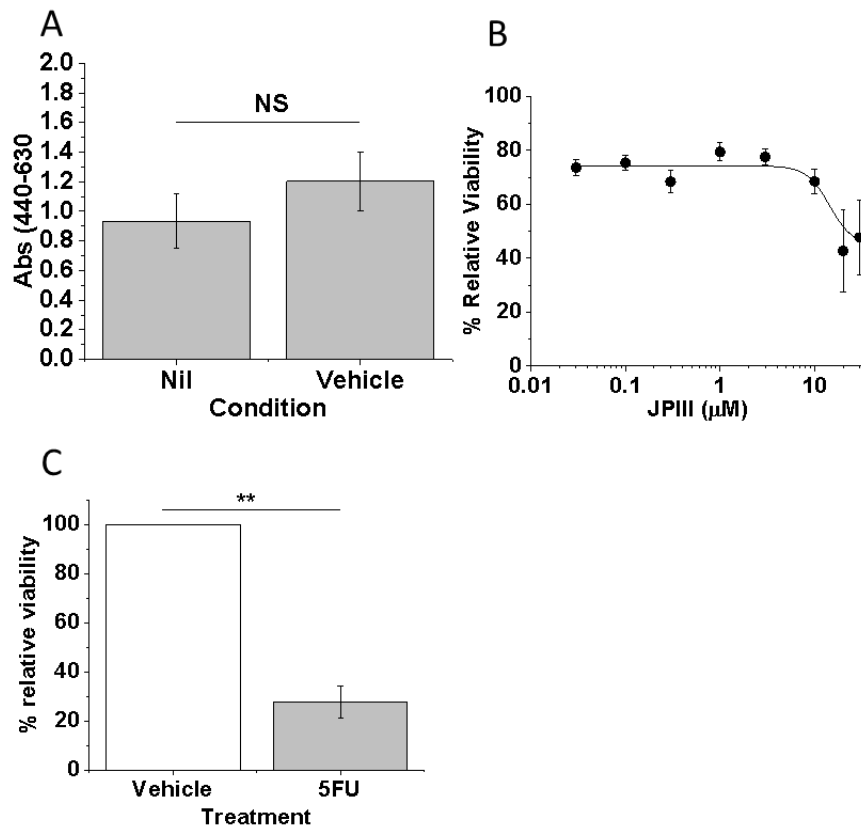 A
2.0
1.8
1.6
1.4
1.2
1.0
0.8
0.6
0.4
0.2
0.0
Abs (440-630
NS
Nil
Vehicle
Condition
B
100
80
60
40
20
0
% Relative Viability
0.01
0.1
1
10
JPIII (μM)
C
100
80
60
40
20
0
% relative viability
**
Vehicle
5FU
Treatment